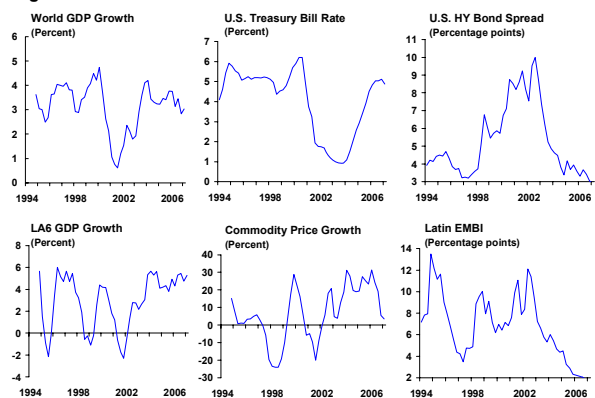 World GDP Growth
(Percent)
6
5
4
3
2
1
0
1994 1998 2002 2006
U.S. Treasury Bill Rate
(Percent)
7
6
5
4
3
2
1
0
1994 1998 2002 2006
U.S. HY Bond Spread
(Percentage points)
11
10
9
8
7
6
5
4
3
1994 1998 2002 2006
LA6 GDP Growth
(Percent)
8
6
4
2
0
-2
-4
1994 1998 2002 2006
Commodity Price Growth
(Percent)
40
30
20
10
0
-10
-20
-30
1994 1998 2002 2006
Latin EMBI
(Percentage points)
14
12
10
8
6
4
2
1994 1998 2002 2006